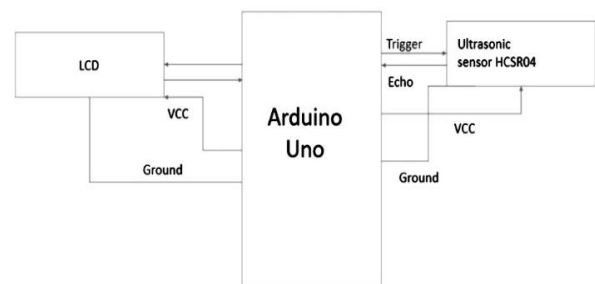 LCD
VCC
Ground
Arduino
Uno
Trigger
Echo
Ultrasonic
sensor HCSR04
VCC
Ground